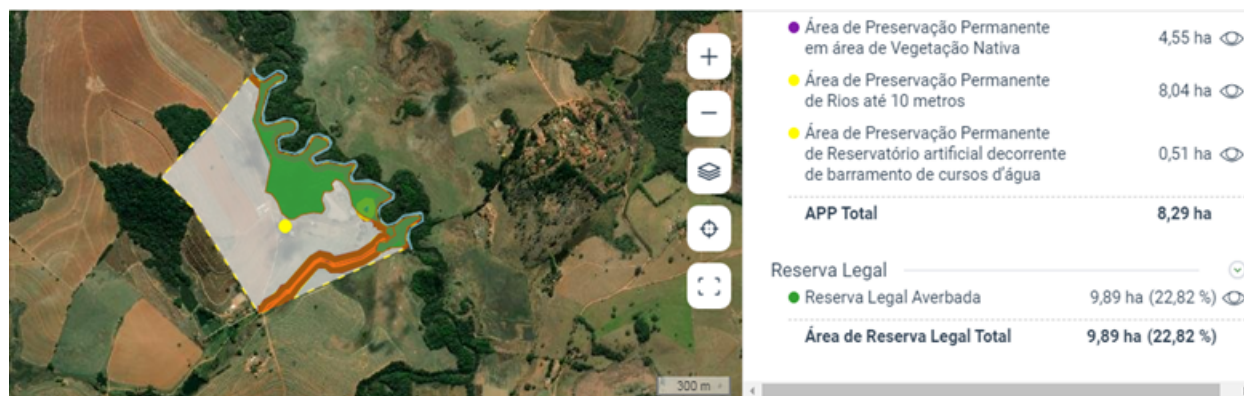 Área de Preservação Permanente
em área de Vegetação Nativa
4,55 ha
Área de Preservação Permanente
de Rios até 10 metros
8,04 ha
Área de Preservação Permanente
de Reservatório artificial decorrente
de barramento de cursos d'água
0,51 ha
APP Total
8,29 ha
Reserva Legal
Reserva Legal Averbada
9,89 ha (22,82 %)
Área de Reserva Legal Total
9,89 ha (22,82 %)
300 m